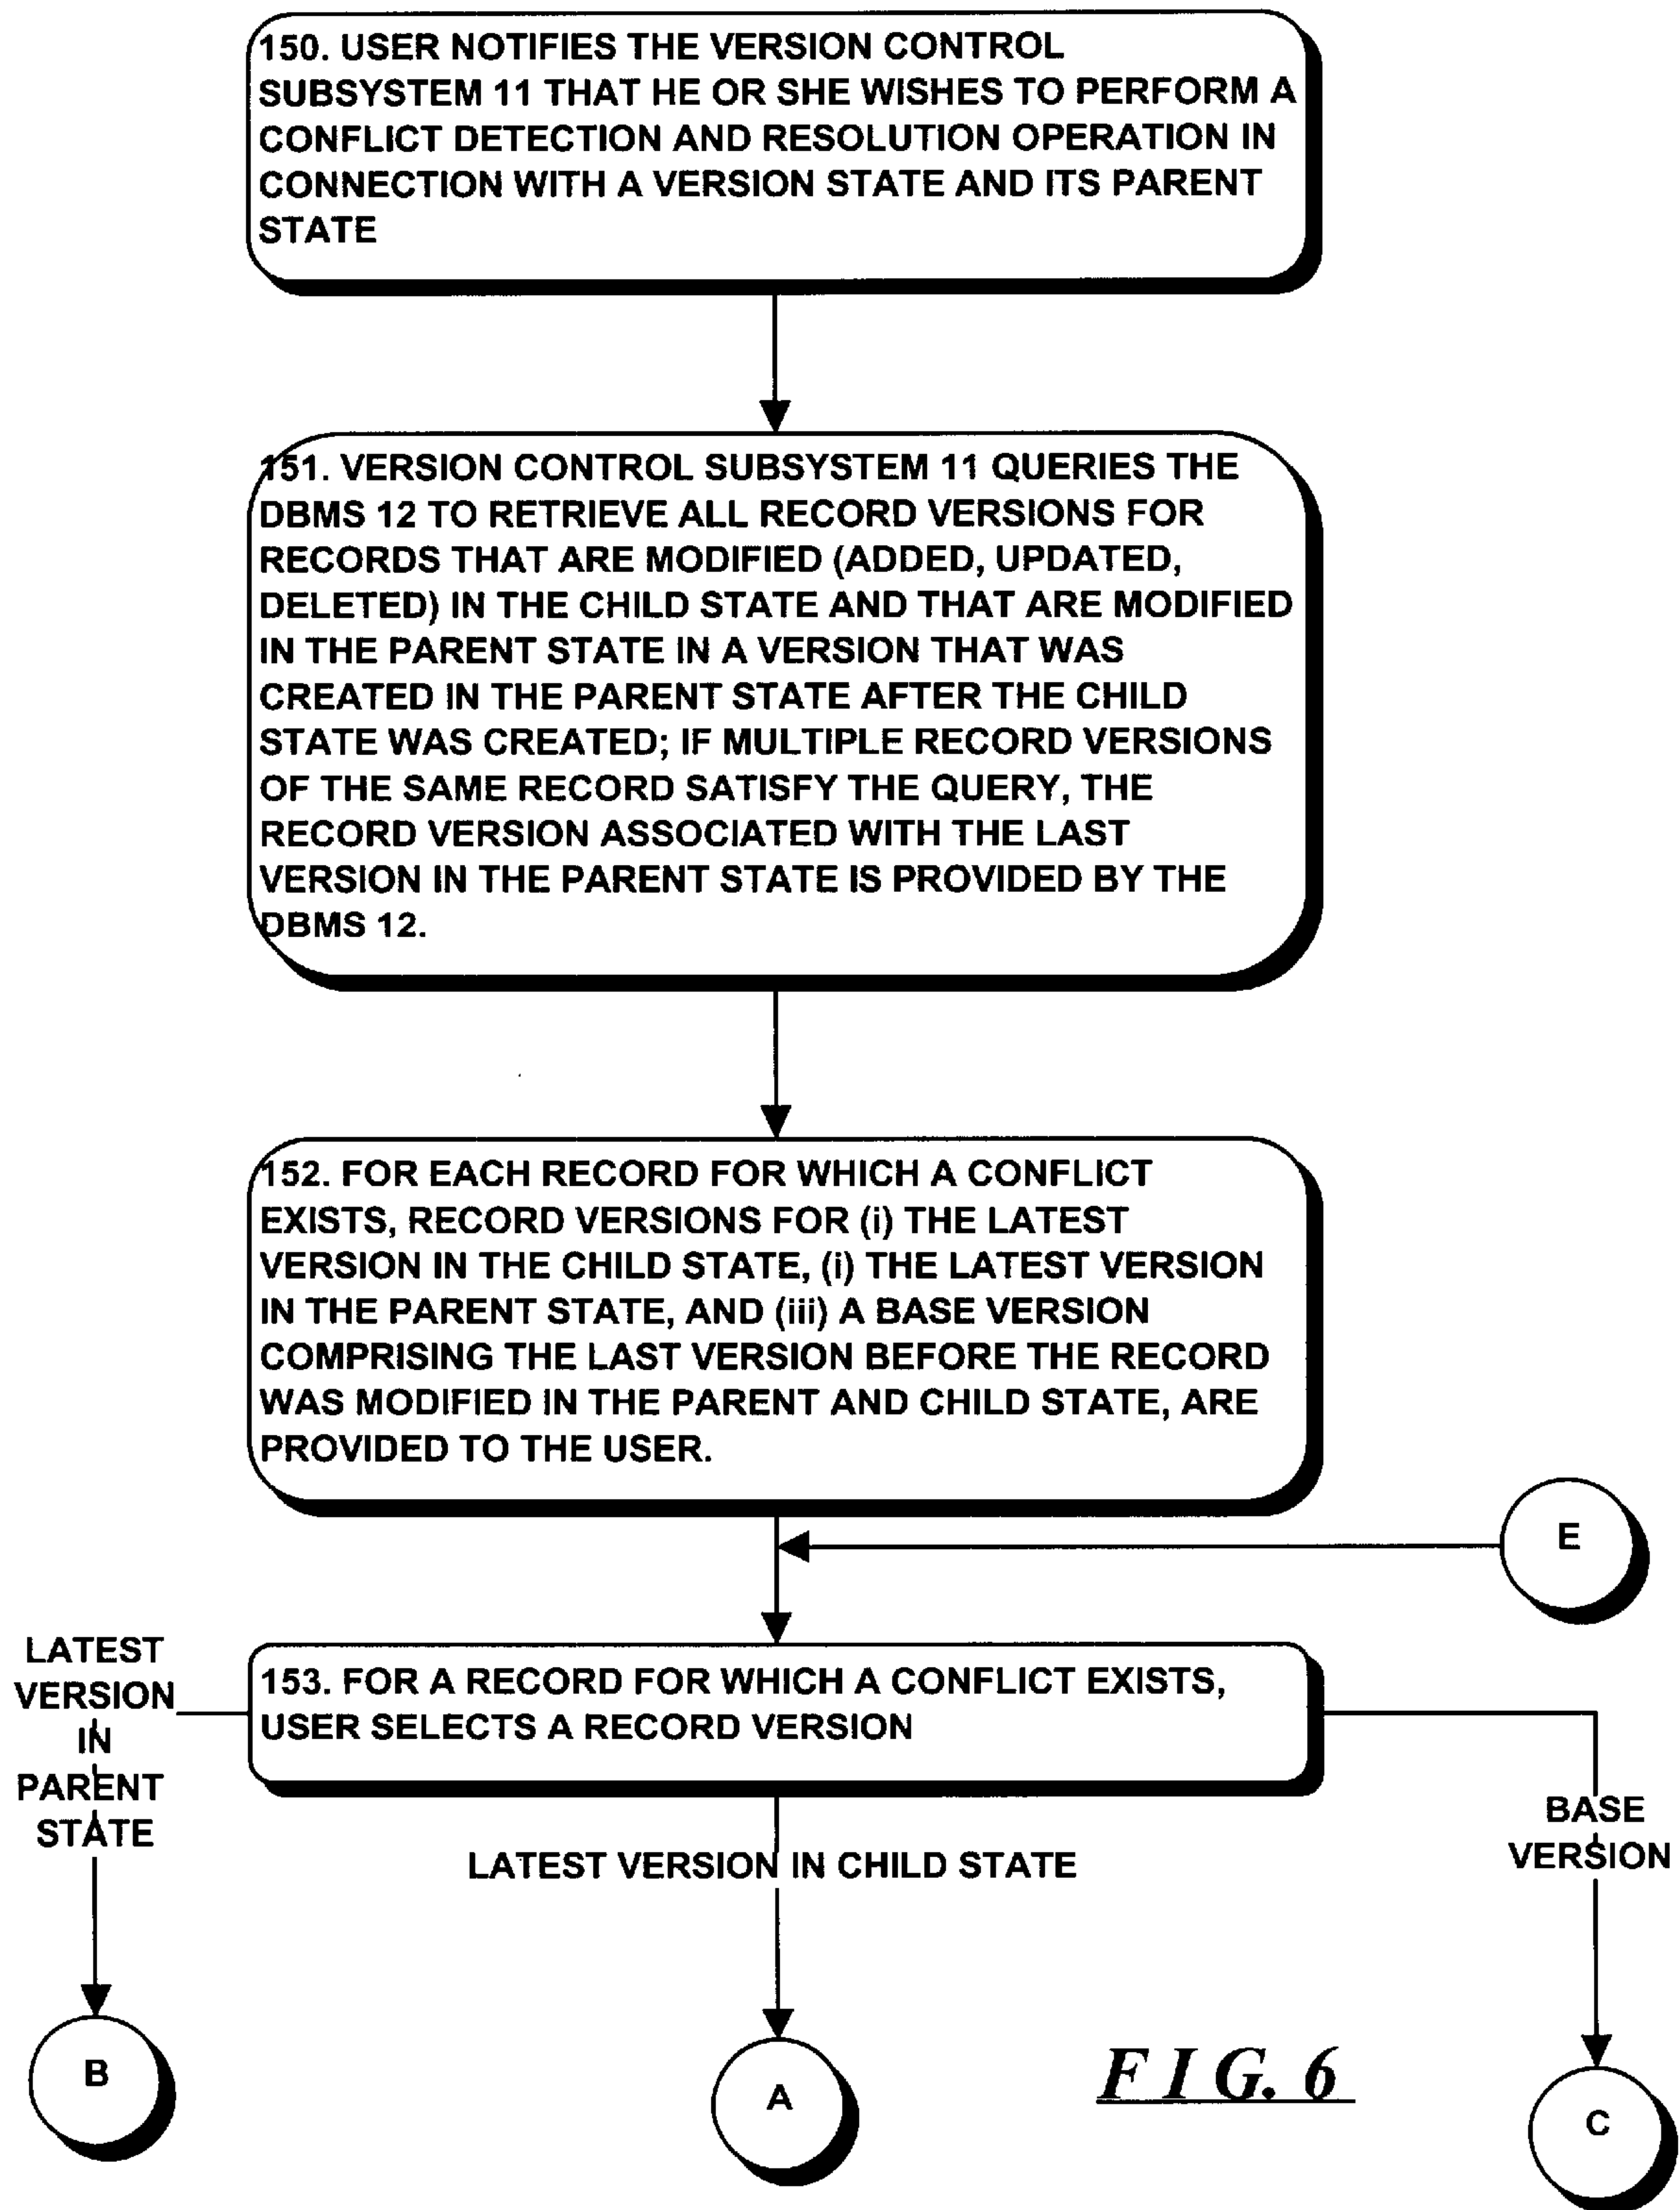 150. USER NOTIFIES THE VERSION CONTROL
SUBSYSTEM 11 THAT HE OR SHE WISHES TO PERFORM A
CONFLICT DETECTION AND RESOLUTION OPERATION IN
CONNECTION WITH A VERSION STATE AND ITS PARENT
STATE
151. VERSION CONTROL SUBSYSTEM 11 QUERIES THE
DBMS 12 TO RETRIEVE ALL RECORD VERSIONS FOR
RECORDS THAT ARE MODIFIED (ADDED, UPDATED,
DELETED) IN THE CHILD STATE AND THAT ARE MODIFIED
IN THE PARENT STATE IN A VERSION THAT WAS
CREATED IN THE PARENT STATE AFTER THE CHILD
STATE WAS CREATED; IF MULTIPLE RECORD VERSIONS
OF THE SAME RECORD SATISFY THE QUERY, THE
RECORD VERSION ASSOCIATED WITH THE LAST
VERSION IN THE PARENT STATE IS PROVIDED BY THE
DBMS 12.
152. FOR EACH RECORD FOR WHICH A CONFLICT
EXISTS, RECORD VERSIONS FOR (i) THE LATEST
VERSION IN THE CHILD STATE, (i) THE LATEST VERSION
IN THE PARENT STATE, AND (iii) A BASE VERSION
COMPRISING THE LAST VERSION BEFORE THE RECORD
WAS MODIFIED IN THE PARENT AND CHILD STATE, ARE
PROVIDED TO THE USER.
E
153. FOR A RECORD FOR WHICH A CONFLICT EXISTS,
USER SELECTS A RECORD VERSION
LATEST
VERSION
IN
PARENT
STATE
LATEST VERSION IN CHILD STATE
BASE
VERSION
B
A
C
FIG. 6